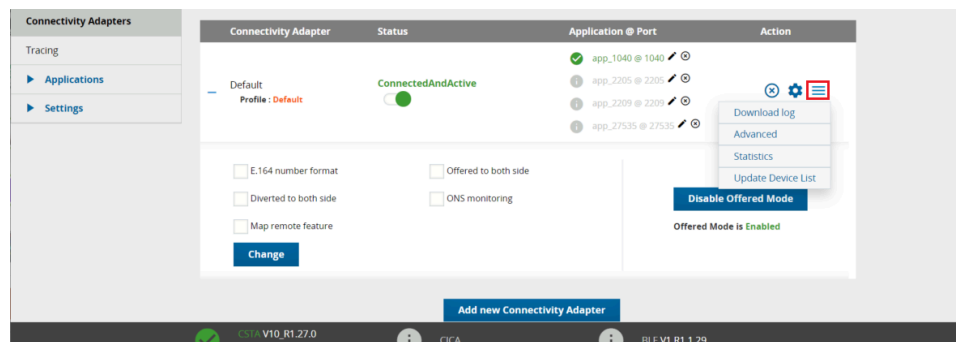 Connectivity Adapters
Tracing
Applications
Settings
Connectivity Adapter Status Application @ Port Action
Default
Profile : Default
ConnectedAndActive
app_1040 @ 1040
app_2205 @ 2205
app_2209 @ 2209
app_27535 @ 27535
Download log
Advanced
Statistics
Update Device List
E.164 number format Offered to both side
Diverted to both side ONS monitoring
Map remote feature
Change
Disable Offered Mode
Offered Mode is Enabled
Add new Connectivity Adapter
CSTA V10_R1.27.0 CICA BLF V1.R1.1.29